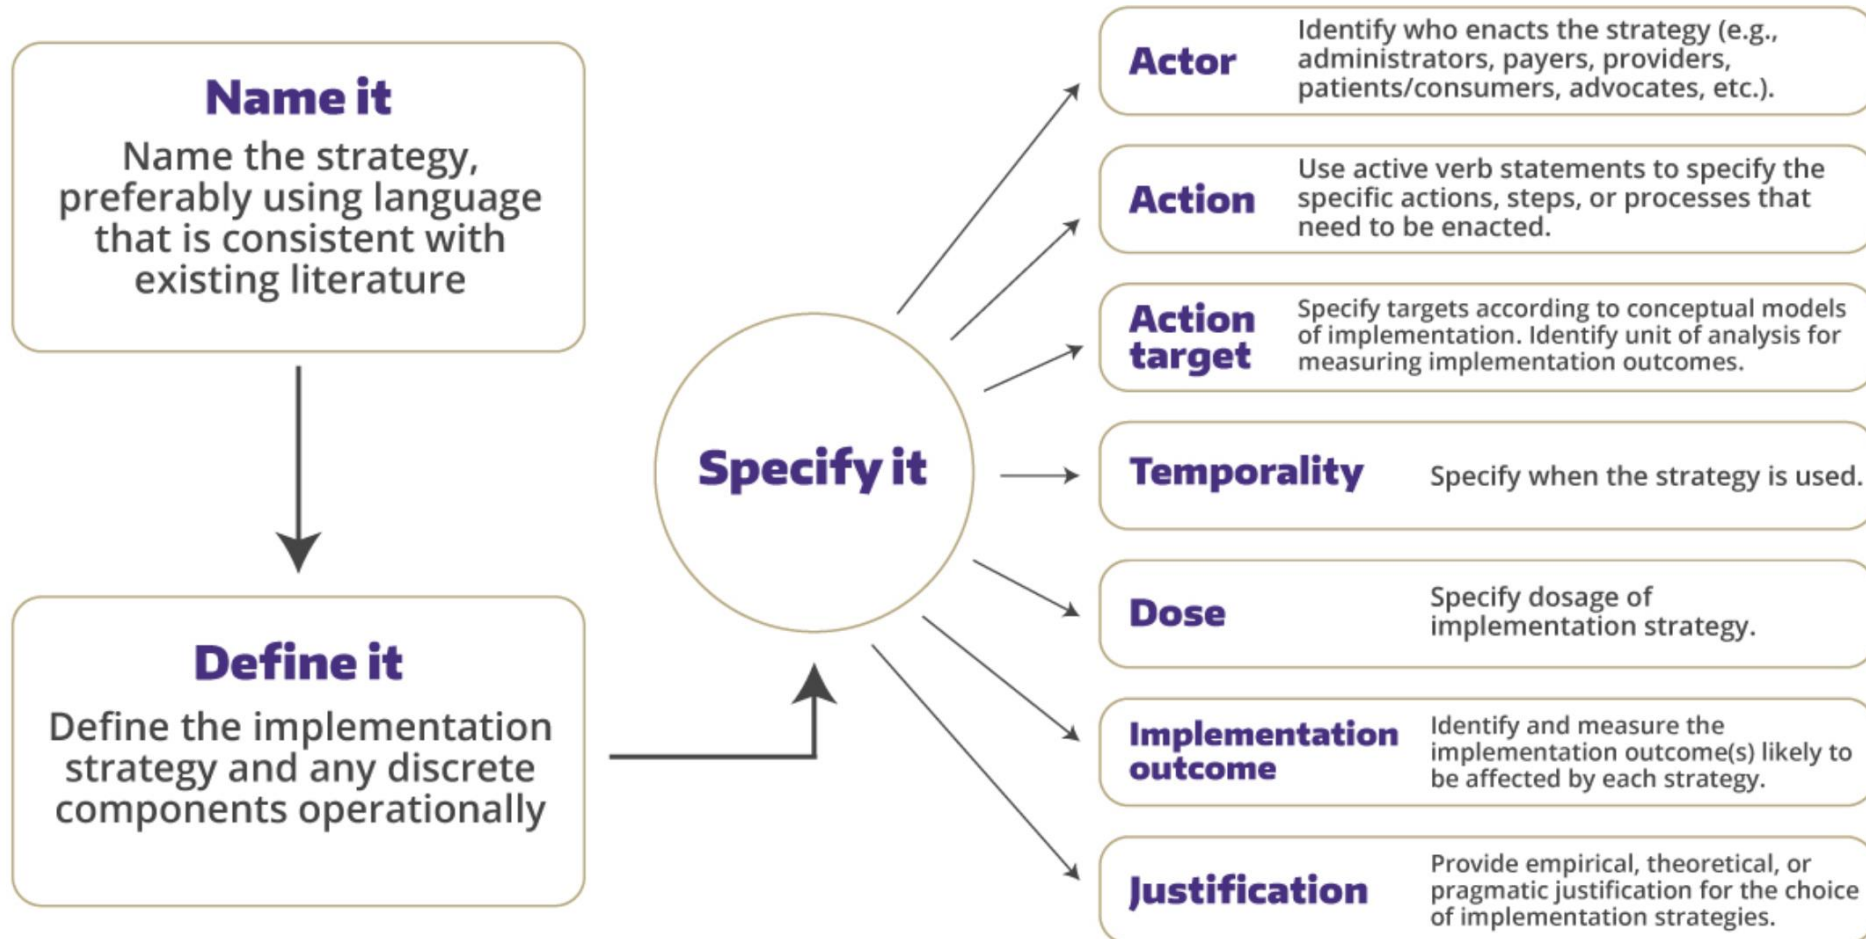 Name it
Name the strategy,
preferably using language
that is consistent with
existing literature
Define it
Define the implementation
strategy and any discrete
components operationally
Specify it
Actor
Identify who enacts the strategy (e.g.,
administrators, payers, providers,
patients/consumers, advocates, etc.).
Action
Use active verb statements to specify the
specific actions, steps, or processes that
need to be enacted.
Action
target
Specify targets according to conceptual models
of implementation. Identify unit of analysis for
measuring implementation outcomes.
Temporality
Specify when the strategy is used.
Dose
Specify dosage of
implementation strategy.
Implementation
outcome
Identify and measure the
implementation outcome(s) likely to
be affected by each strategy.
Justification
Provide empirical, theoretical, or
pragmatic justification for the choice
of implementation strategies.